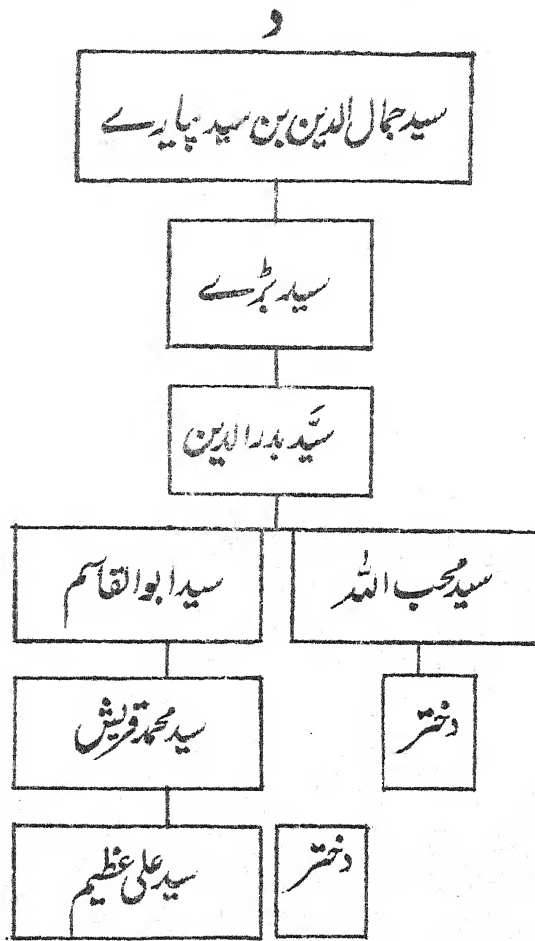 د
سید جمال الدین بن سید پیارے
سید بڑے
سیَّد بدرالدین
سید محب اللہ
سید ابوالقاسم
دختر
سید محمد قریش
دختر
سید علی عظیم